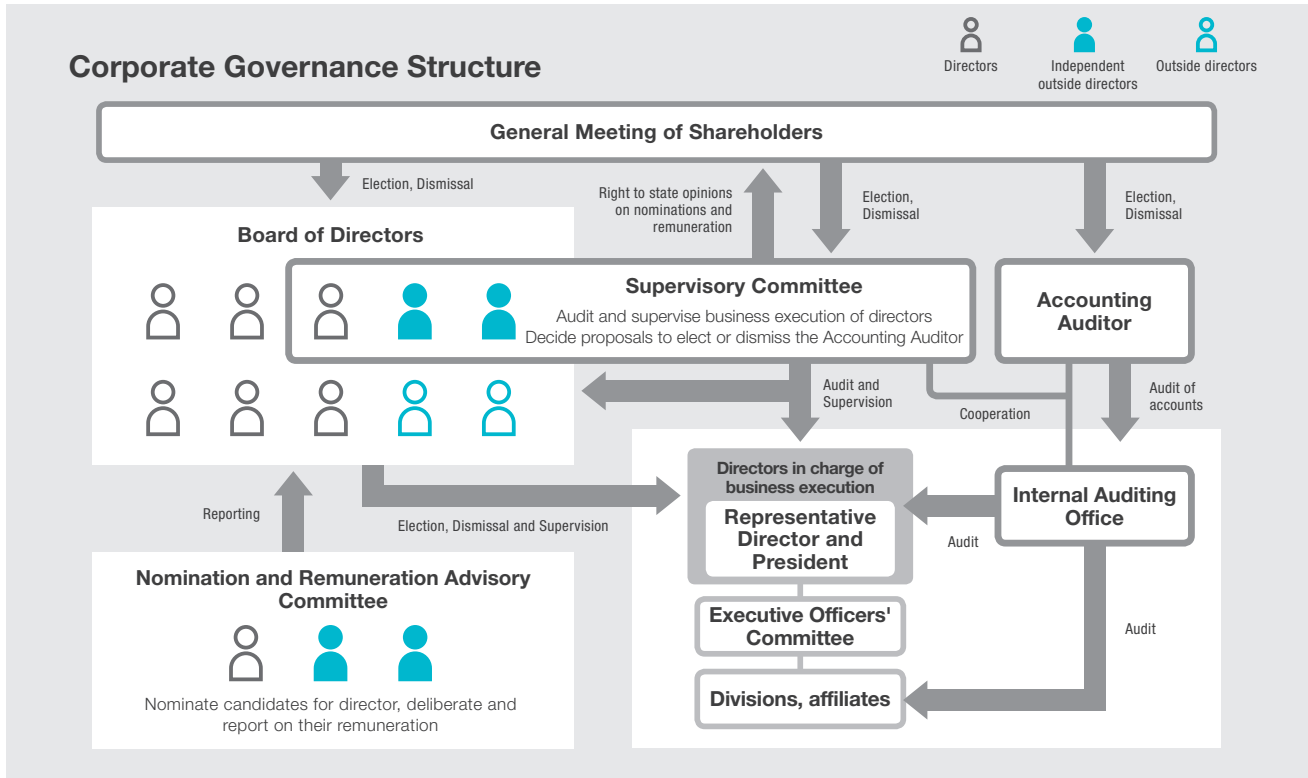 Corporate Governance Structure
Directors
Independent
outside directors
Outside directors
General Meeting of Shareholders
Election, Dismissal
Right to state opinions
on nominations and
remuneration
Election,
Dismissal
Election,
Dismissal
Board of Directors
Supervisory Committee
Audit and supervise business execution of directors
Decide proposals to elect or dismiss the Accounting Auditor
Accounting
Auditor
Audit and
Supervision
Cooperation
Audit of
accounts
Reporting
Election, Dismissal and Supervision
Directors in charge of
business execution
Representative
Director and
President
Audit
Internal Auditing
Office
Nomination and Remuneration Advisory
Committee
Nominate candidates for director, deliberate and
report on their remuneration
Executive Officers'
Committee
Audit
Divisions, affiliates